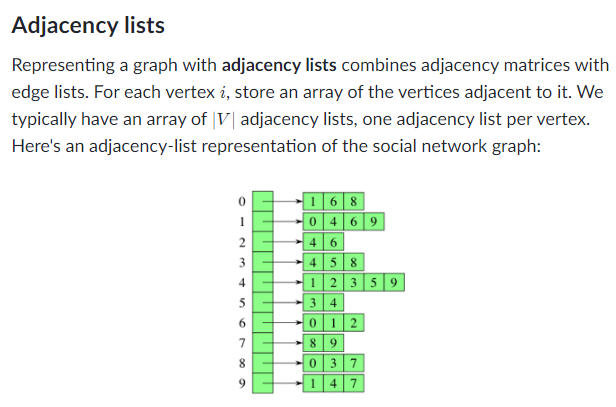 Adjacency lists
Representing a graph with adjacency lists combines adjacency matrices with
edge lists. For each vertex i, store an array of the vertices adjacent to it. We
typically have an array of |V| adjacency lists, one adjacency list per vertex.
Here's an adjacency-list representation of the social network graph:
0 1 6 8
1 0 4 6 9
2 4 6
3 4 5 8
4 1 2 3 5 9
5 3 4
6 0 1 2
7 8 9
8 0 3 7
9 1 4 7